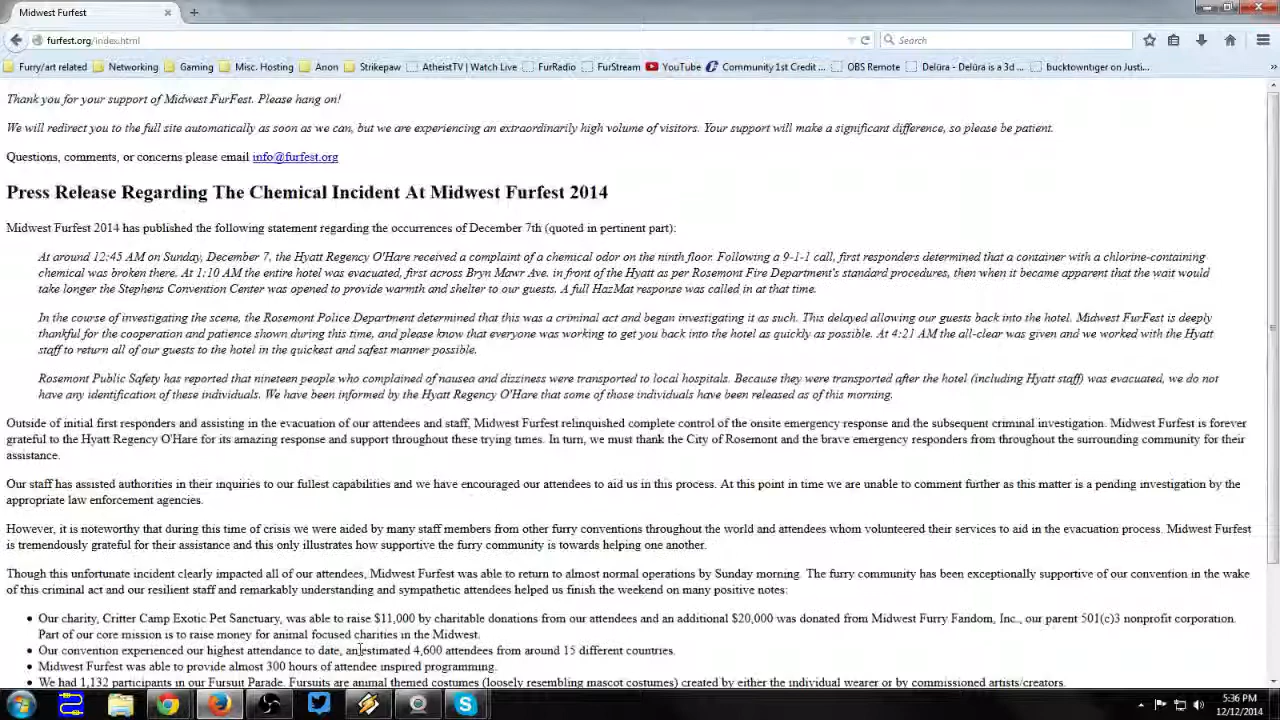 Midwest Furfest
furfest.org/index.html
Search
Furry/art related Networking Gaming Misc. Hosting Anon Strikepaw AtheistTV | Watch Live FurRadio FurStream YouTube Community 1st Credit ... OBS Remote Delüra - Delüra is a 3d ... bucktowntiger on Justi... »
Thank you for your support of Midwest FurFest. Please hang on!
We will redirect you to the full site automatically as soon as we can, but we are experiencing an extraordinarily high volume of visitors. Your support will make a significant difference, so please be patient.
Questions, comments, or concerns please email info@furfest.org
Press Release Regarding The Chemical Incident At Midwest Furfest 2014
Midwest Furfest 2014 has published the following statement regarding the occurrences of December 7th (quoted in pertinent part):
At around 12:45 AM on Sunday, December 7, the Hyatt Regency O'Hare received a complaint of a chemical odor on the ninth floor. Following a 9-1-1 call, first responders determined that a container with a chlorine-containing
chemical was broken there. At 1:10 AM the entire hotel was evacuated, first across Bryn Mawr Ave. in front of the Hyatt as per Rosemont Fire Department's standard procedures, then when it became apparent that the wait would
take longer the Stephens Convention Center was opened to provide warmth and shelter to our guests. A full HazMat response was called in at that time.
In the course of investigating the scene, the Rosemont Police Department determined that this was a criminal act and began investigating it as such. This delayed allowing our guests back into the hotel. Midwest FurFest is deeply
thankful for the cooperation and patience shown during this time, and please know that everyone was working to get you back into the hotel as quickly as possible. At 4:21 AM the all-clear was given and we worked with the Hyatt
staff to return all of our guests to the hotel in the quickest and safest manner possible.
Rosemont Public Safety has reported that nineteen people who complained of nausea and dizziness were transported to local hospitals. Because they were transported after the hotel (including Hyatt staff) was evacuated, we do not
have any identification of these individuals. We have been informed by the Hyatt Regency O'Hare that some of those individuals have been released as of this morning.
Outside of initial first responders and assisting in the evacuation of our attendees and staff, Midwest Furfest relinquished complete control of the onsite emergency response and the subsequent criminal investigation. Midwest Furfest is forever
grateful to the Hyatt Regency O'Hare for its amazing response and support throughout these trying times. In turn, we must thank the City of Rosemont and the brave emergency responders from throughout the surrounding community for their
assistance.
Our staff has assisted authorities in their inquiries to our fullest capabilities and we have encouraged our attendees to aid us in this process. At this point in time we are unable to comment further as this matter is a pending investigation by the
appropriate law enforcement agencies.
However, it is noteworthy that during this time of crisis we were aided by many staff members from other furry conventions throughout the world and attendees whom volunteered their services to aid in the evacuation process. Midwest Furfest
is tremendously grateful for their assistance and this only illustrates how supportive the furry community is towards helping one another.
Though this unfortunate incident clearly impacted all of our attendees, Midwest Furfest was able to return to almost normal operations by Sunday morning. The furry community has been exceptionally supportive of our convention in the wake
of this criminal act and our resilient staff and remarkably understanding and sympathetic attendees helped us finish the weekend on many positive notes:
• Our charity, Critter Camp Exotic Pet Sanctuary, was able to raise $11,000 by charitable donations from our attendees and an additional $20,000 was donated from Midwest Furry Fandom, Inc., our parent 501(c)3 nonprofit corporation.
Part of our core mission is to raise money for animal focused charities in the Midwest.
• Our convention experienced our highest attendance to date, an estimated 4,600 attendees from around 15 different countries.
• Midwest Furfest was able to provide almost 300 hours of attendee inspired programming.
• We had 1,132 participants in our Fursuit Parade. Fursuits are animal themed costumes (loosely resembling mascot costumes) created by either the individual wearer or by commissioned artists/creators.
5:36 PM
12/12/2014